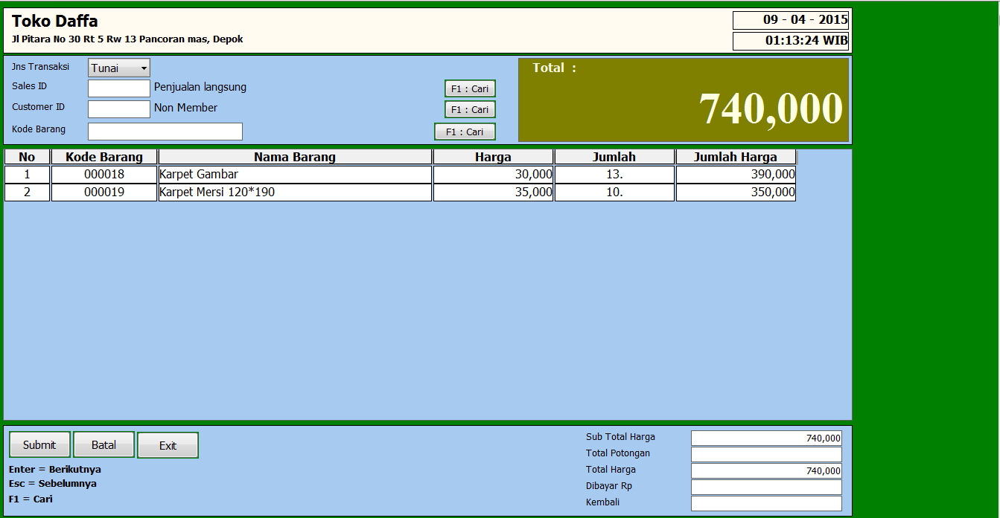 Toko Daffa
09 - 04 - 2015
Jl Pitara No 30 Rt 5 Rw 13 Pancoran mas, Depok
01:13:24 WIB
Jns Transaksi Tunai
Total :
Sales ID Penjualan langsung F1 : Cari
740,000
Customer ID Non Member F1 : Cari
Kode Barang F1 : Cari
No Kode Barang Nama Barang Harga Jumlah Jumlah Harga
1 000018 Karpet Gambar 30,000 13. 390,000
2 000019 Karpet Mersi 120*190 35,000 10. 350,000
Submit Batal Exit
Enter = Berikutnya
Esc = Sebelumnya
F1 = Cari
Sub Total Harga 740,000
Total Potongan
Total Harga 740,000
Dibayar Rp
Kembali